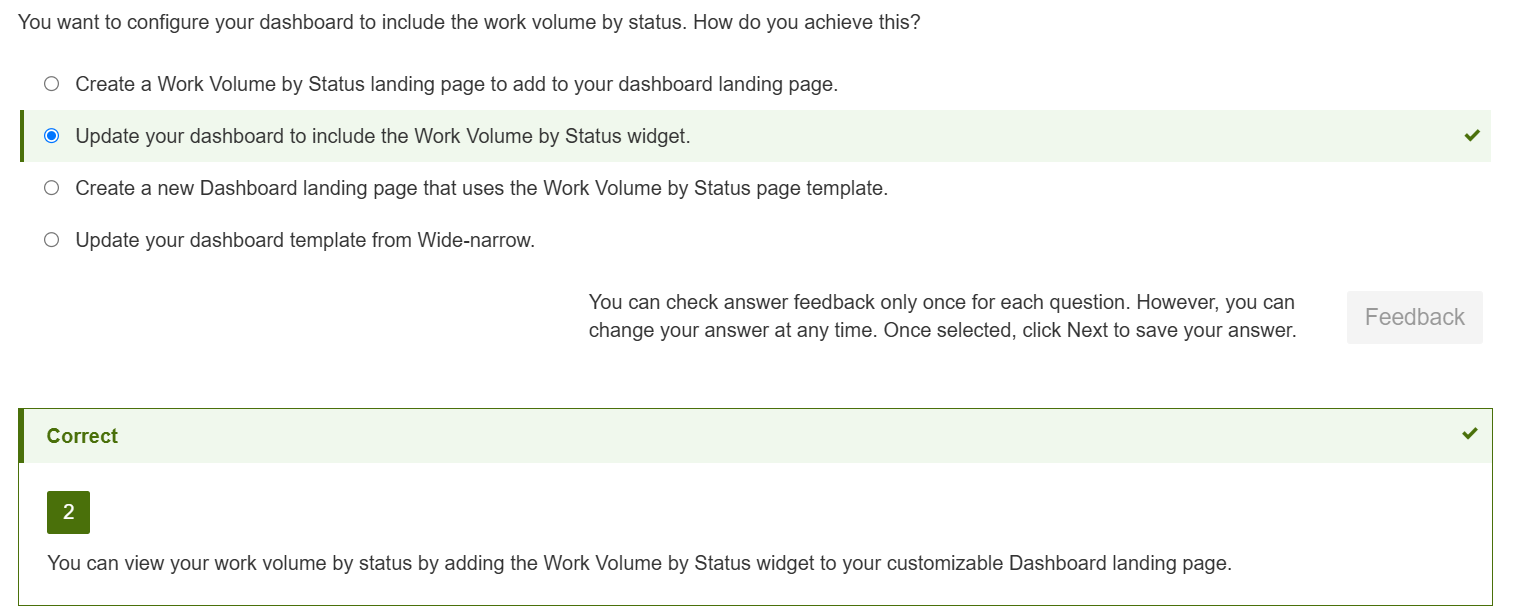 You want to configure your dashboard to include the work volume by status. How do you achieve this?
Create a Work Volume by Status landing page to add to your dashboard landing page.
Update your dashboard to include the Work Volume by Status widget.
Create a new Dashboard landing page that uses the Work Volume by Status page template.
Update your dashboard template from Wide-narrow.
You can check answer feedback only once for each question. However, you can
change your answer at any time. Once selected, click Next to save your answer.
Feedback
Correct
2
You can view your work volume by status by adding the Work Volume by Status widget to your customizable Dashboard landing page.